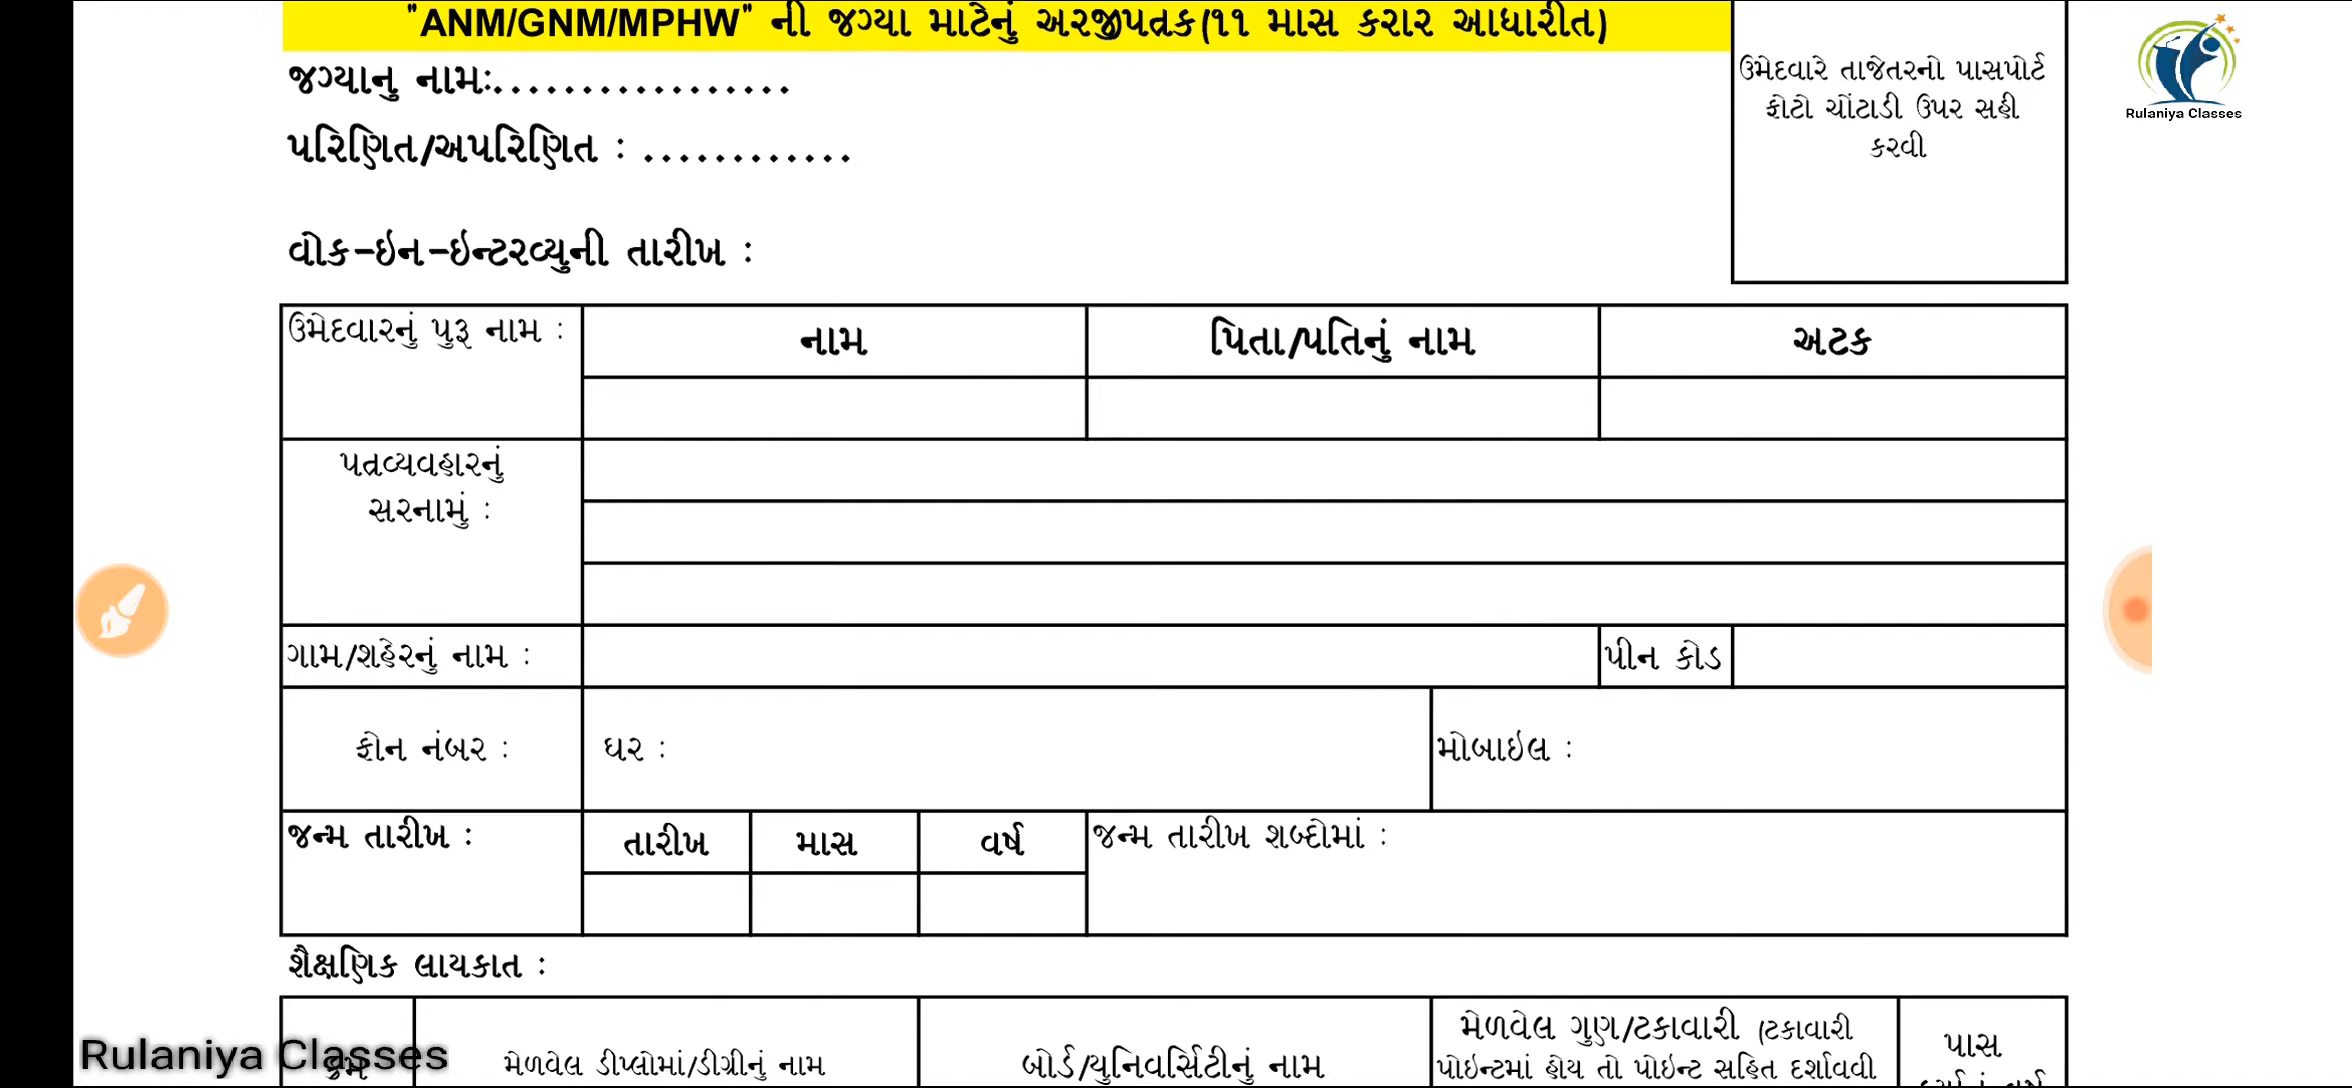 "ANM/GNM/MPHW" ની જગ્યા માટેનું અરજીપત્રક(૧૧ માસ કરાર આધારીત)
જગ્યાનુ નામઃ.................
પરિણિત/અપરિણિત : ............
વોક-ઇન-ઇન્ટરવ્યુની તારીખ :
ઉમેદવારે તાજેતરનો પાસપોર્ટ
ફોટો ચોંટાડી ઉપર સહી
કરવી
Rulaniya Classes
ઉમેદવારનું પુરૂ નામ :
નામ
પિતા/પતિનું નામ
અટક
પત્રવ્યવહારનું
સરનામું :
ગામ/શહેરનું નામ :
પીન કોડ
ફોન નંબર :
ઘર :
મોબાઇલ :
જન્મ તારીખ :
તારીખ
માસ
વર્ષ
જન્મ તારીખ શબ્દોમાં :
શૈક્ષણિક લાયકાત :
ક્રમ
મેળવેલ ડીપ્લોમાં/ડીગ્રીનું નામ
બોર્ડ/યુનિવર્સિટીનું નામ
મેળવેલ ગુણ/ટકાવારી (ટકાવારી
પોઇન્ટમાં હોય તો પોઇન્ટ સહિત દર્શાવવી
પાસ
Rulaniya Classes